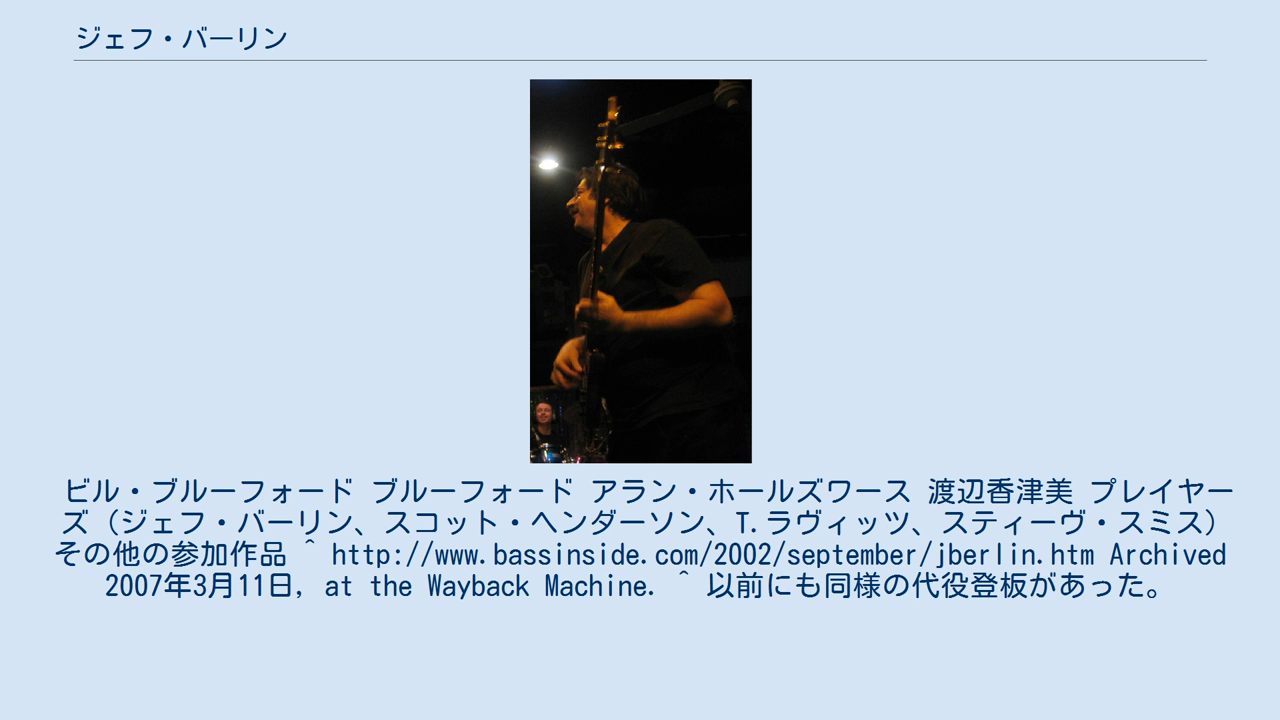 ジェフ・バーリン
ビル・ブルーフォード ブルーフォード アラン・ホールズワース 渡辺香津美 プレイヤー
ズ（ジェフ・バーリン、スコット・ヘンダーソン、T.ラヴィッツ、スティーヴ・スミス）
その他の参加作品 ^ http://www.bassinside.com/2002/september/jberlin.htm Archived
2007年3月11日, at the Wayback Machine. ^ 以前にも同様の代役登板があった。